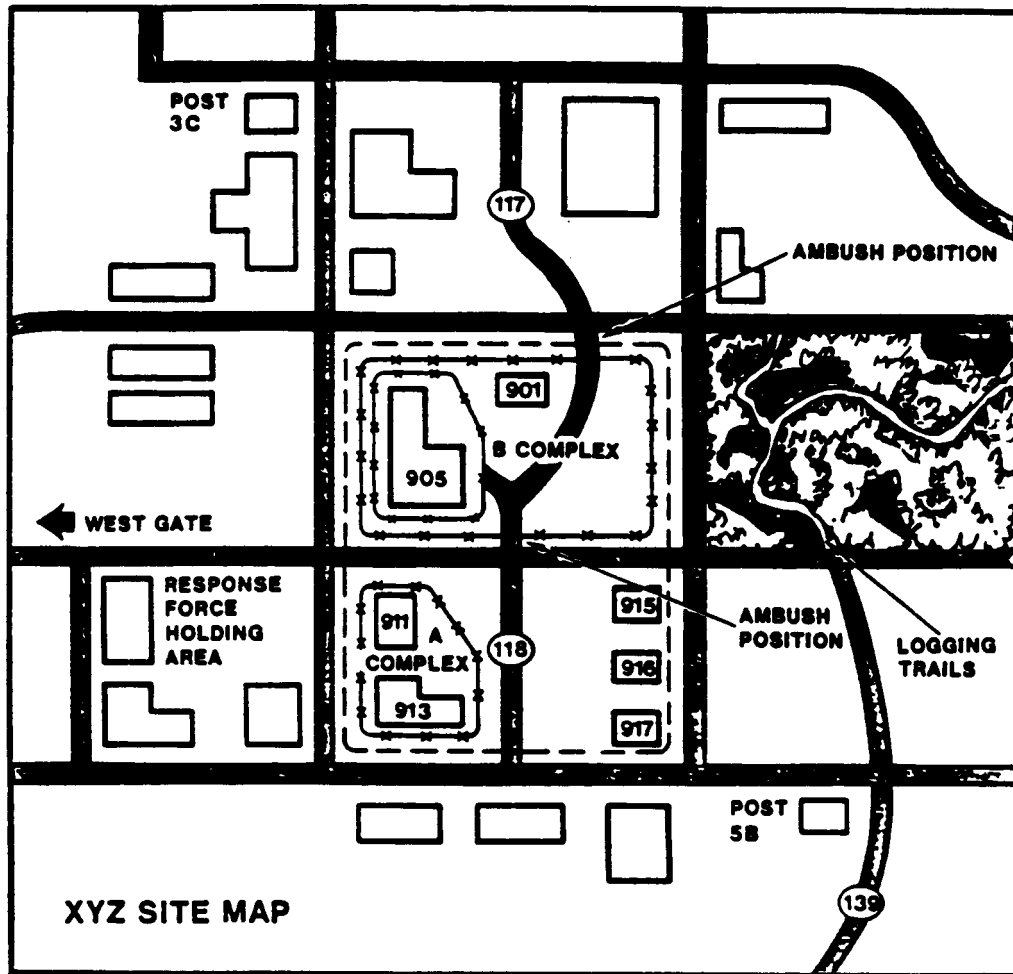 POST
3C
117
AMBUSH POSITION
901
B COMPLEX
905
WEST GATE
RESPONSE
FORCE
HOLDING
AREA
911
A
COMPLEX
913
118
915
916
917
AMBUSH
POSITION
LOGGING
TRAILS
POST
5B
139
XYZ SITE MAP